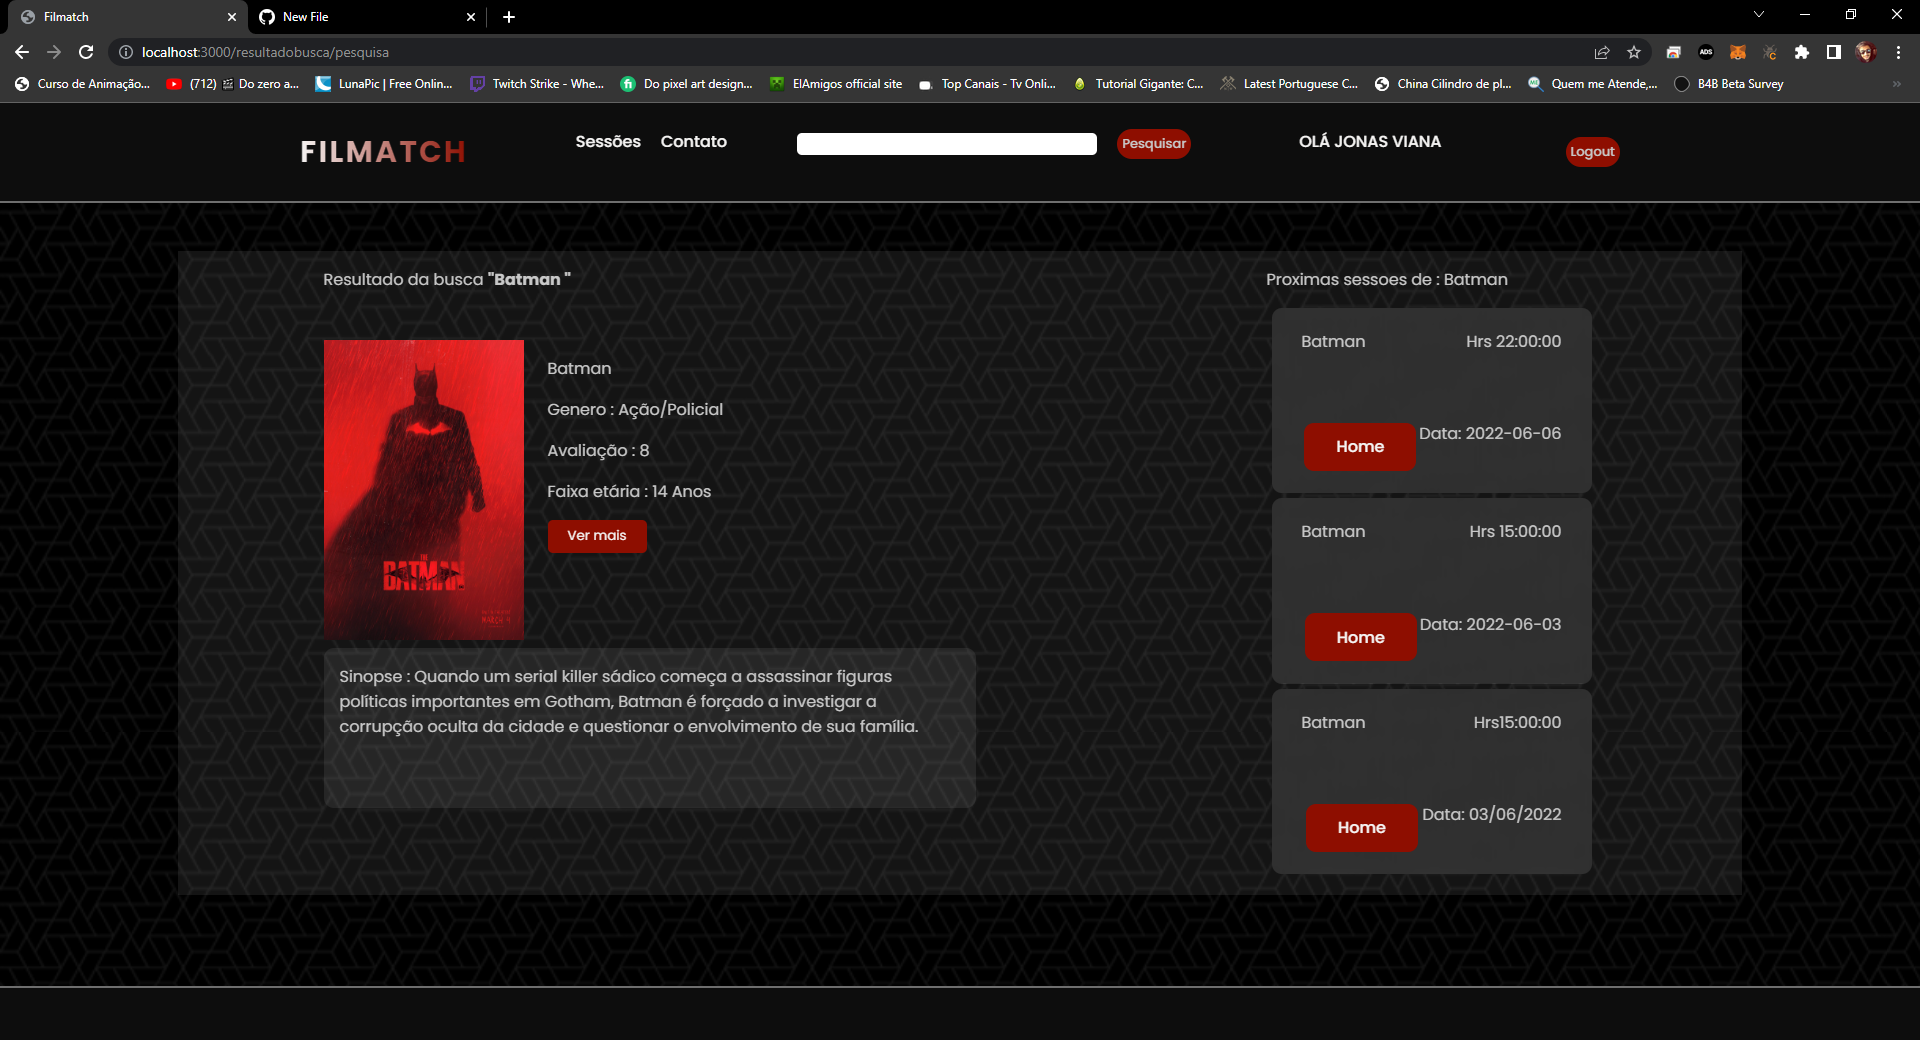 Filmatch
New File
localhost:3000/resultadobusca/pesquisa
Curso de Animação...
(712) Do zero a...
LunaPic | Free Onlin...
Twitch Strike - Whe...
Do pixel art design...
ElAmigos official site
Top Canais - Tv Onli...
Tutorial Gigante: C...
Latest Portuguese C...
China Cilindro de pl...
Quem me Atende,...
B4B Beta Survey
FILMATCH
Sessões
Contato
Pesquisar
OLÁ JONAS VIANA
Logout
Resultado da busca "Batman "
Batman
Genero : Ação/Policial
Avaliação : 8
Faixa etária : 14 Anos
Ver mais
THE
BATMAN
MARCH 4
Sinopse : Quando um serial killer sádico começa a assassinar figuras
políticas importantes em Gotham, Batman é forçado a investigar a
corrupção oculta da cidade e questionar o envolvimento de sua família.
Proximas sessoes de : Batman
Batman
Hrs 22:00:00
Home
Data: 2022-06-06
Batman
Hrs 15:00:00
Home
Data: 2022-06-03
Batman
Hrs15:00:00
Home
Data: 03/06/2022